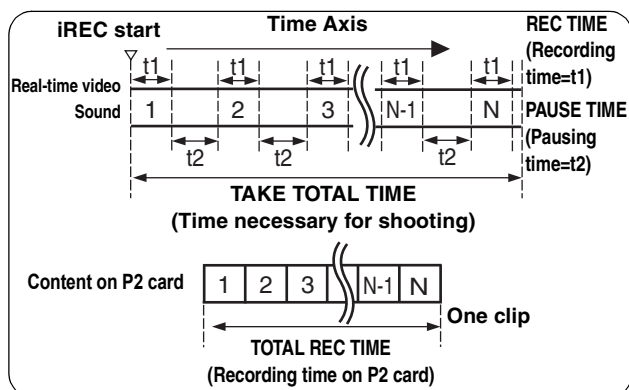 iREC start
Time Axis
REC TIME
(Recording
time=t1)
t1 t1 t1 t1 t1
Real-time video
Sound
1 2 3 N-1 N
PAUSE TIME
(Pausing
time=t2)
t2 t2 t2
TAKE TOTAL TIME
(Time necessary for shooting)
Content on P2 card
1 2 3 N-1 N
One clip
TOTAL REC TIME
(Recording time on P2 card)